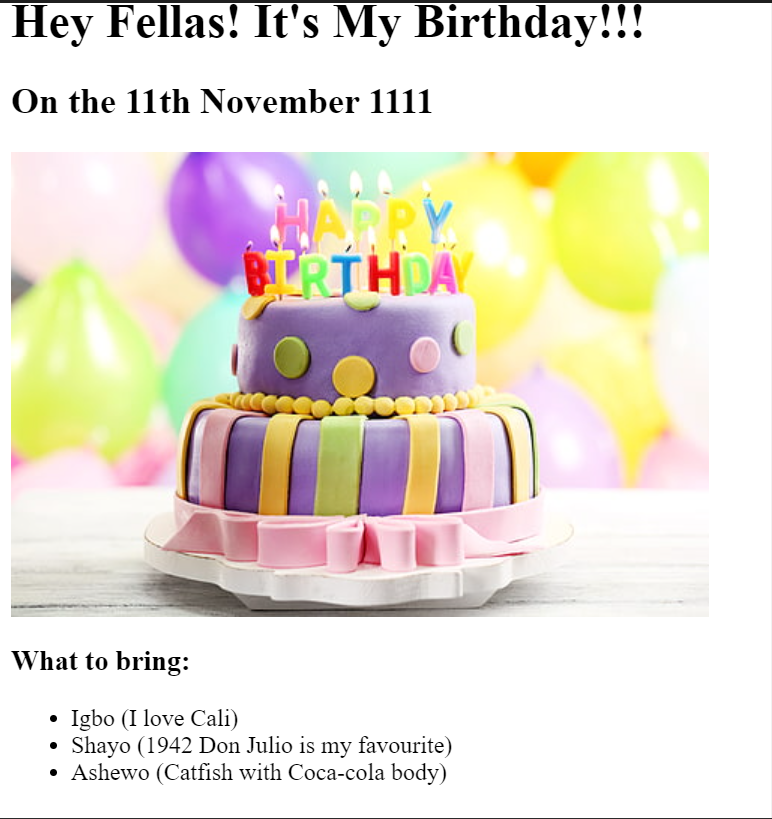 Hey Fellas! It's My Birthday!!!
On the 11th November 1111
HAPPY
BIRTHDAY
What to bring:
Igbo (I love Cali)
Shayo (1942 Don Julio is my favourite)
Ashewo (Catfish with Coca-cola body)